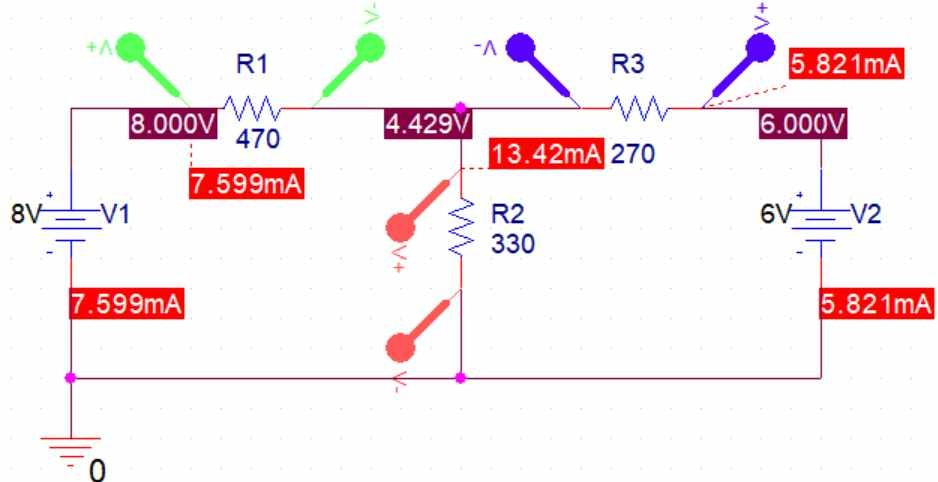 V+
V-
V-
V+
R1
R3
5.821mA
8.000V
4.429V
6.000V
470
13.42mA
270
7.599mA
+
+
8V
V1
R2
330
6V
V2
-
-
V+
7.599mA
5.821mA
V-
0